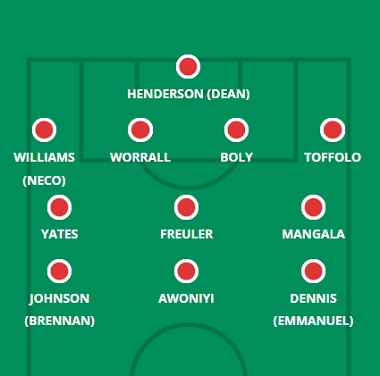 HENDERSON (DEAN)
WILLIAMS WORRALL BOLY TOFFOLO
(NECO)
YATES FREULER MANGALA
JOHNSON AWONIYI DENNIS
(BRENNAN) (EMMANUEL)